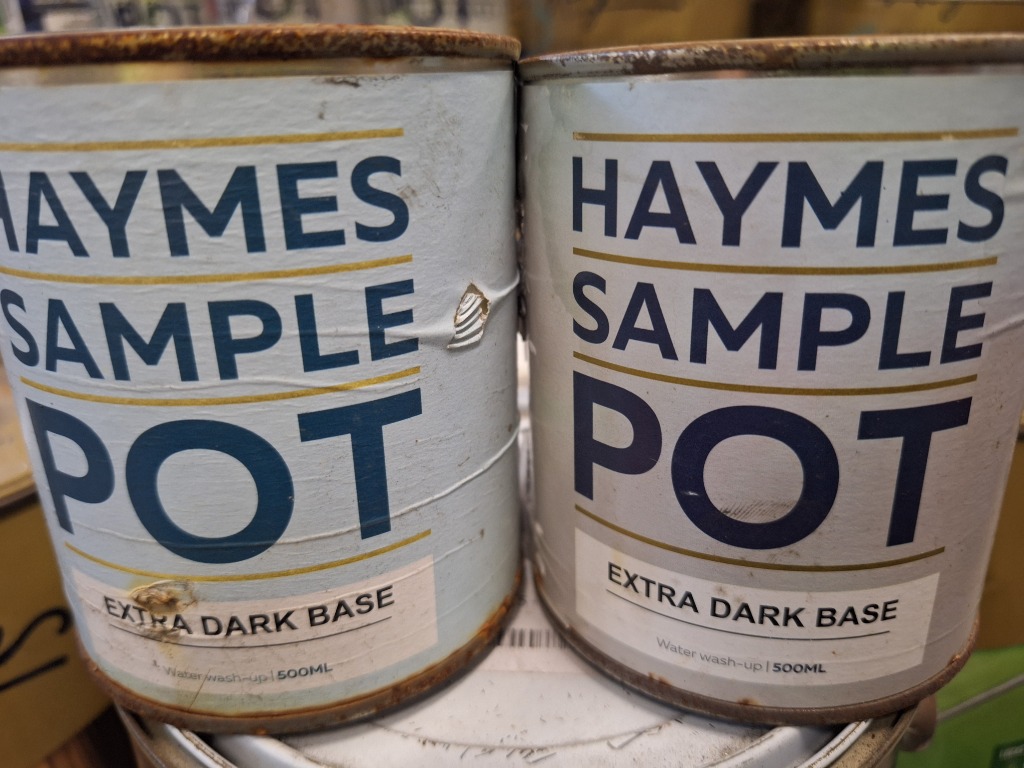 HAYMES
SAMPLE
POT
EXTRA DARK BASE
Water wash-up | 500ML
HAYMES
SAMPLE
POT
EXTRA DARK BASE
Water wash-up | 500ML